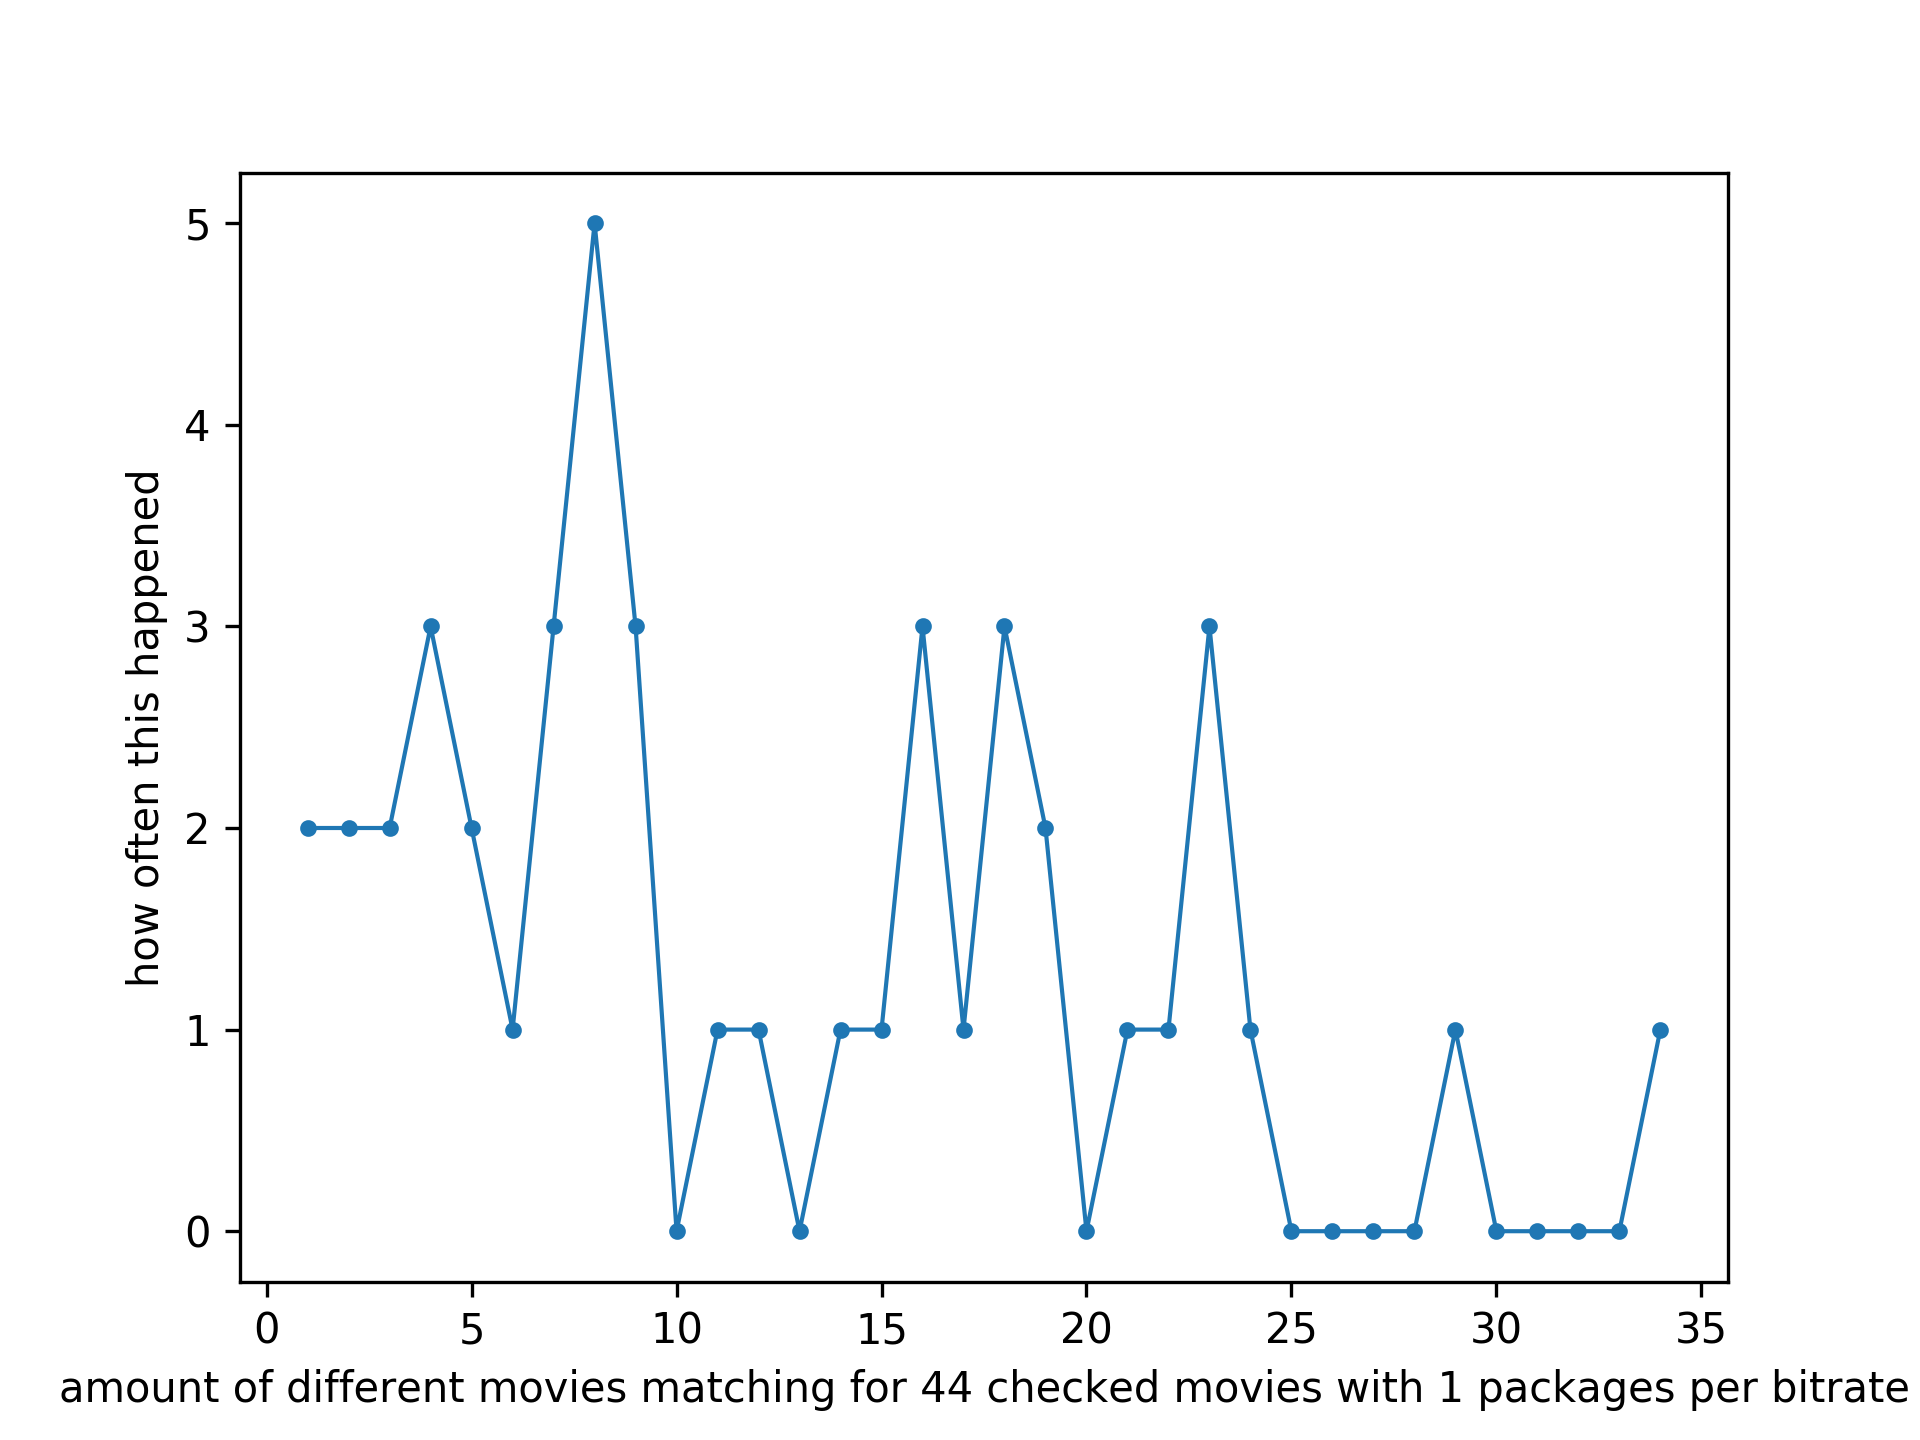 5
4
3
2
1
0
how often this happened
0 5 10 15 20 25 30 35
amount of different movies matching for 44 checked movies with 1 packages per bitrate